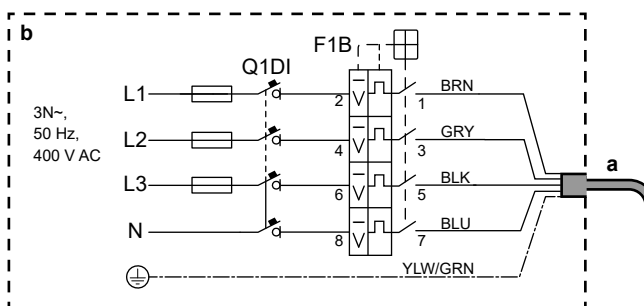 b
F1B
Q1DI
L1
2
1
BRN
3N~,
50 Hz,
400 V AC
L2
4
3
GRY
L3
6
5
BLK
a
N
8
7
BLU
YLW/GRN